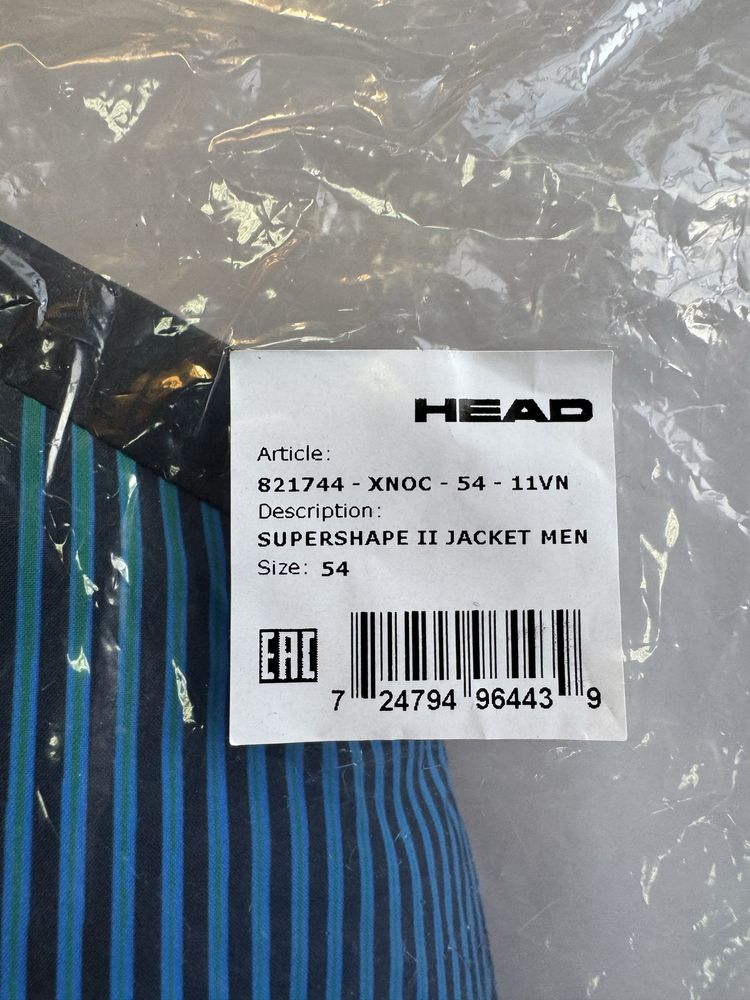 HEAD
Article:
821744 - XNOC - 54 - 11VN
Description:
SUPERSHAPE II JACKET MEN
Size: 54
EAC
7 24794 96443 9